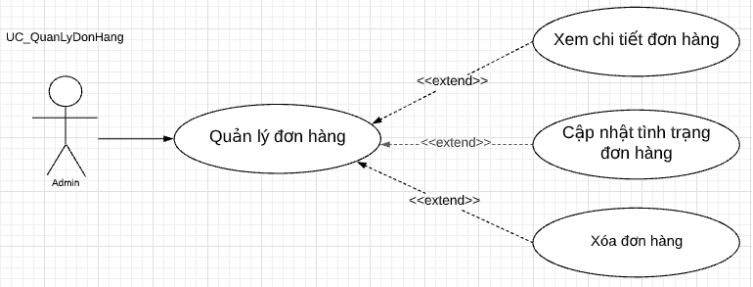 UC_QuanLyDonHang
Admin
Quản lý đơn hàng
<<extend>>
<<extend>>
<<extend>>
Xem chi tiết đơn hàng
Cập nhật tình trạng
đơn hàng
Xóa đơn hàng